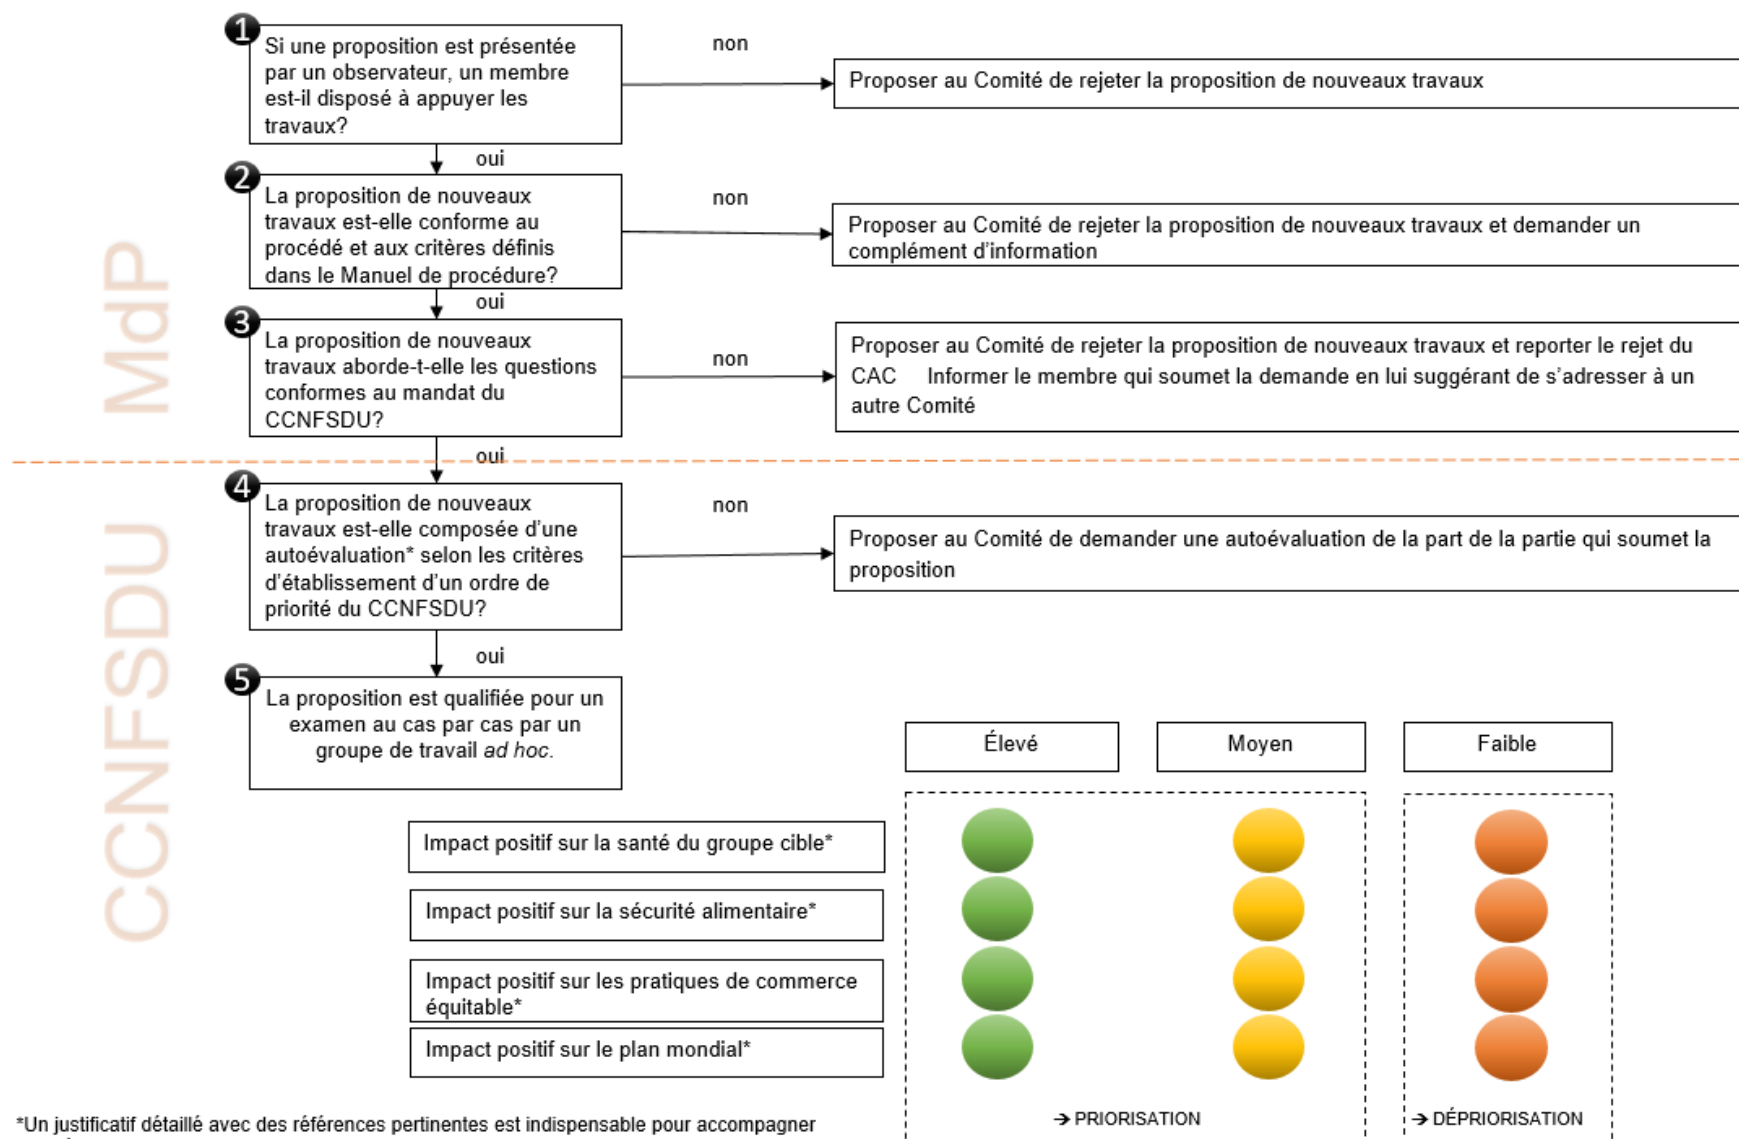 1
Si une proposition est présentée
par un observateur, un membre
est-il disposé à appuyer les
travaux?
non
Proposer au Comité de rejeter la proposition de nouveaux travaux
oui
2
La proposition de nouveaux
travaux est-elle conforme au
procédé et aux critères définis
dans le Manuel de procédure?
non
Proposer au Comité de rejeter la proposition de nouveaux travaux et demander un
complément d'information
oui
3
La proposition de nouveaux
travaux aborde-t-elle les questions
conformes au mandat du
CCNFSDU?
non
Proposer au Comité de rejeter la proposition de nouveaux travaux et reporter le rejet du
CAC Informer le membre qui soumet la demande en lui suggérant de s'adresser à un
autre Comité
MdP
oui
4
La proposition de nouveaux
travaux est-elle composée d'une
autoévaluation* selon les critères
d'établissement d'un ordre de
priorité du CCNFSDU?
non
Proposer au Comité de demander une autoévaluation de la part de la partie qui soumet la
proposition
oui
5
La proposition est qualifiée pour un
examen au cas par cas par un
groupe de travail ad hoc.
CCNFSDU
Élevé
Moyen
Faible
Impact positif sur la santé du groupe cible*
Impact positif sur la sécurité alimentaire*
Impact positif sur les pratiques de commerce
équitable*
Impact positif sur le plan mondial*
→ PRIORISATION
→ DÉPRIORISATION
*Un justificatif détaillé avec des références pertinentes est indispensable pour accompagner